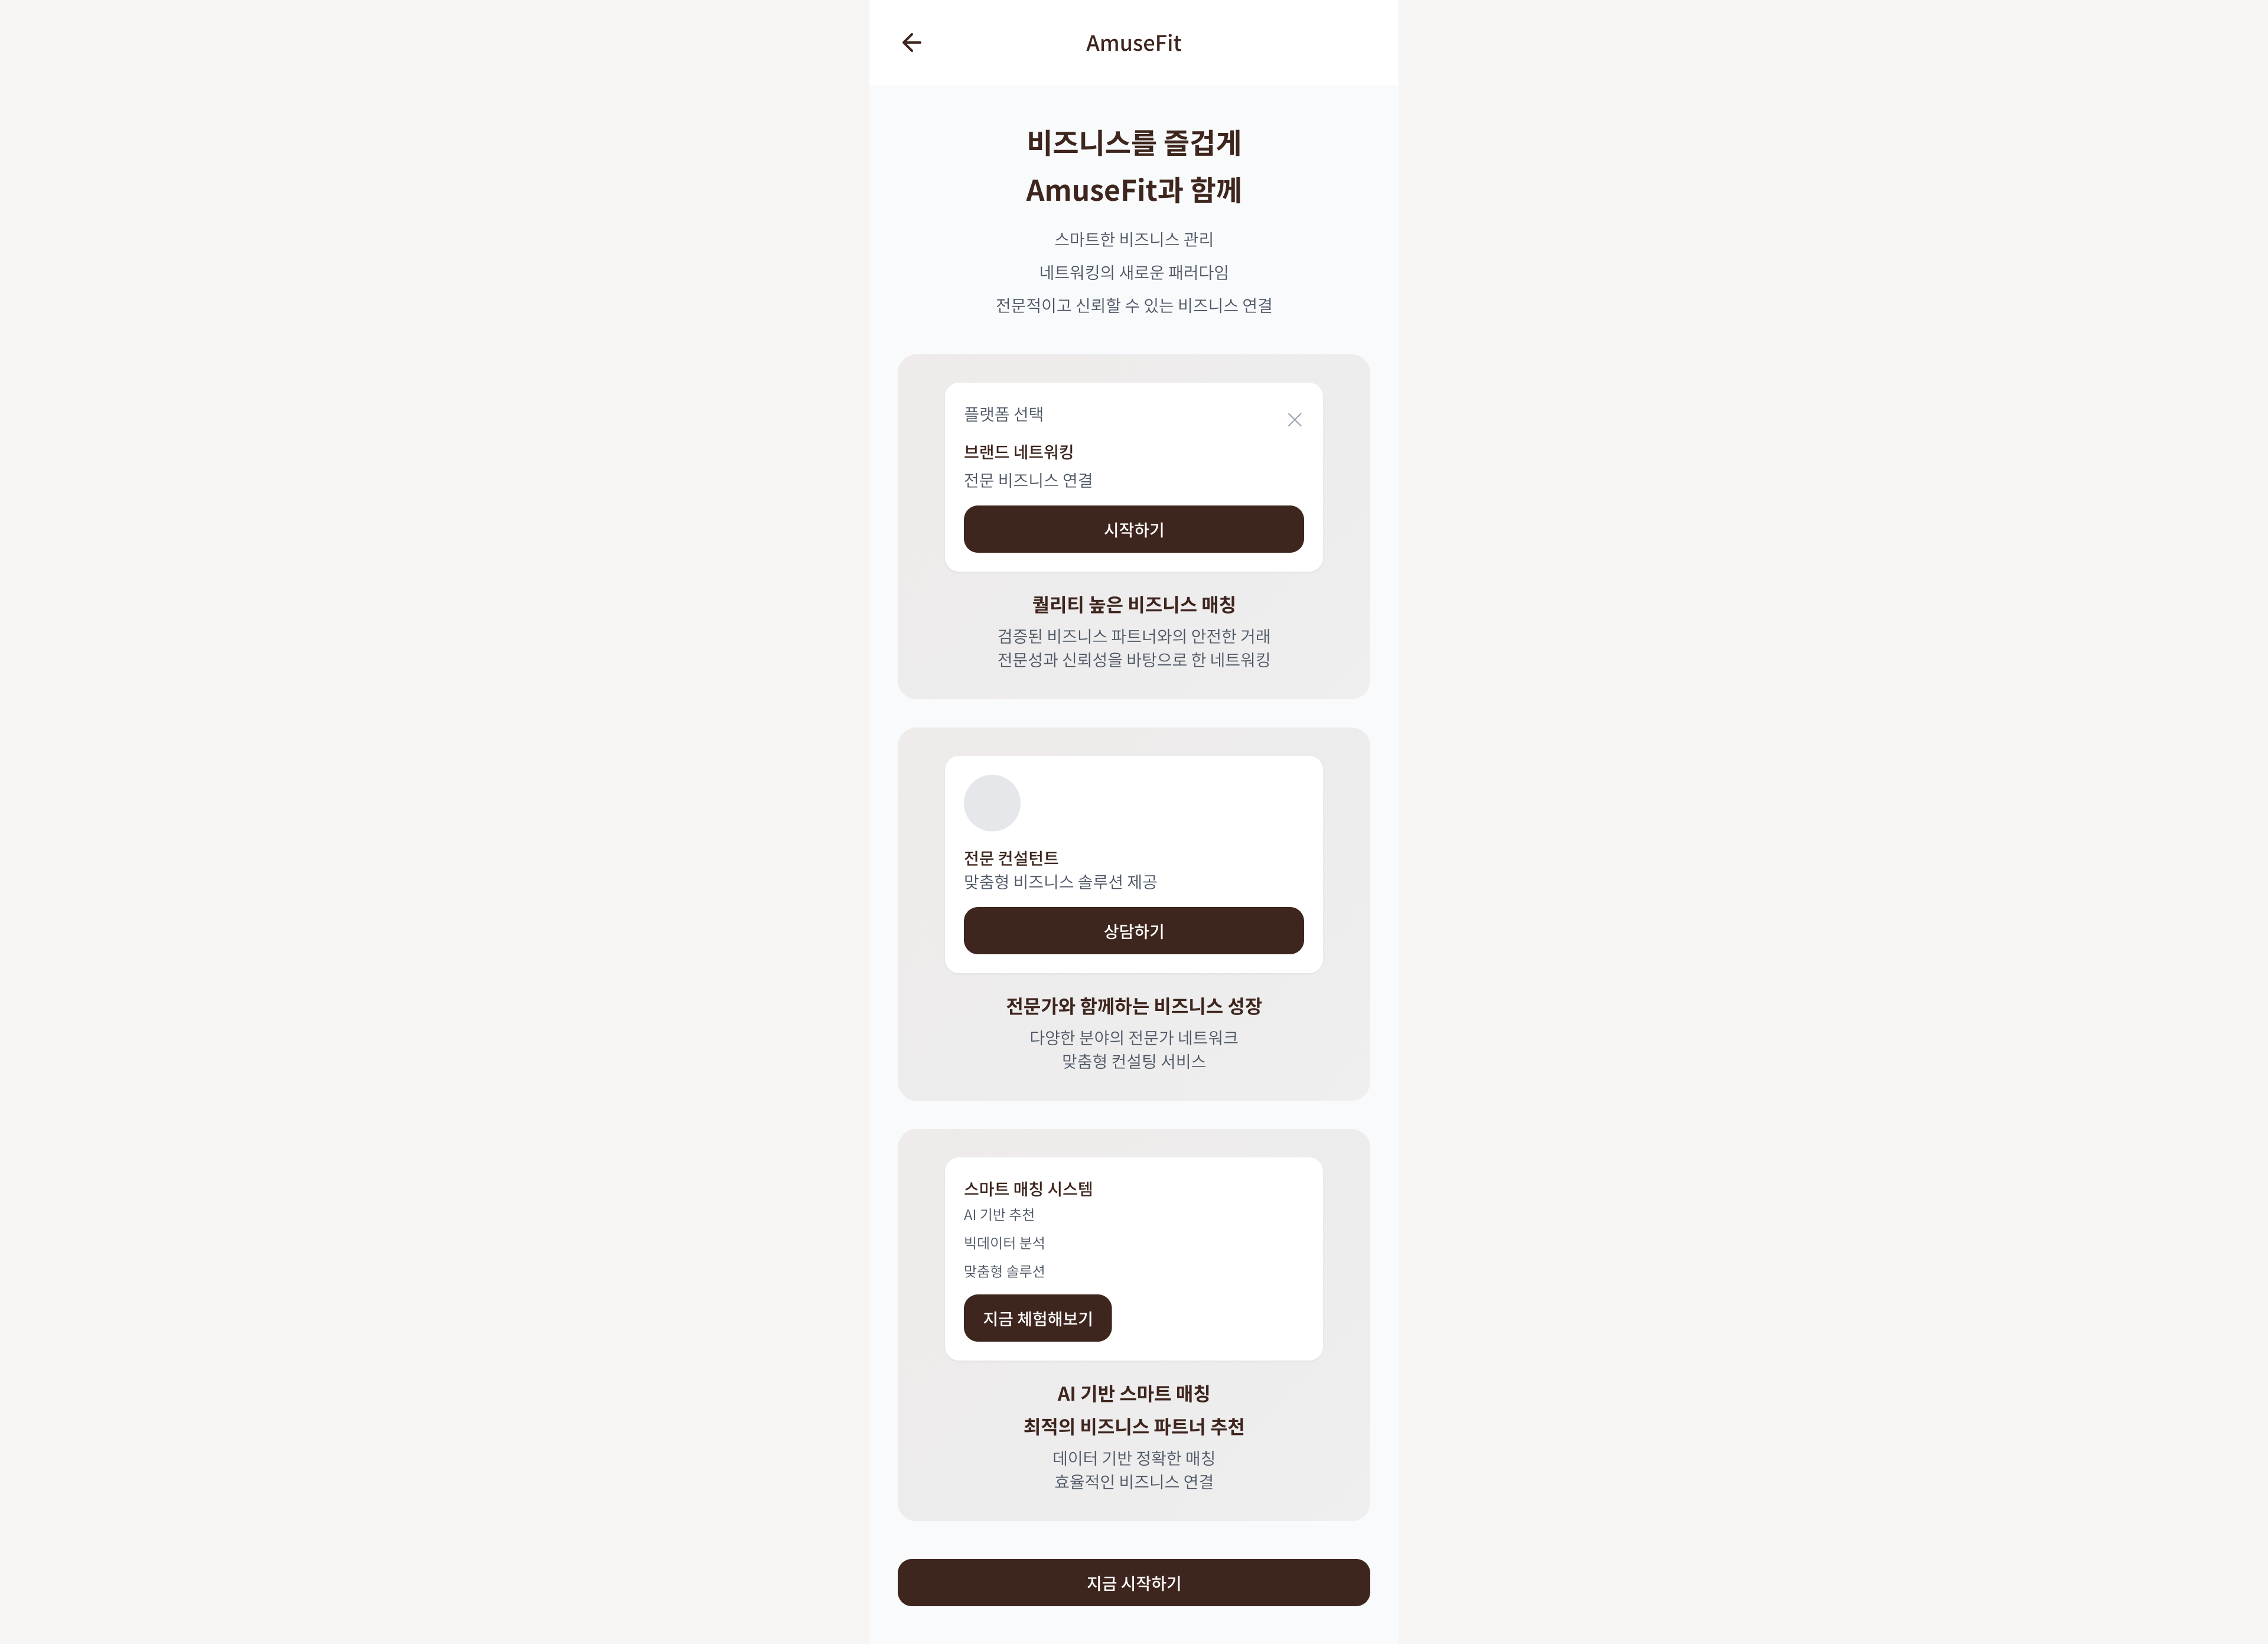 AmuseFit
비즈니스를 즐겁게
AmuseFit과 함께
스마트한 비즈니스 관리
네트워킹의 새로운 패러다임
전문적이고 신뢰할 수 있는 비즈니스 연결
플랫폼 선택
브랜드 네트워킹
전문 비즈니스 연결
시작하기
퀄리티 높은 비즈니스 매칭
검증된 비즈니스 파트너와의 안전한 거래
전문성과 신뢰성을 바탕으로 한 네트워킹
전문 컨설턴트
맞춤형 비즈니스 솔루션 제공
상담하기
전문가와 함께하는 비즈니스 성장
다양한 분야의 전문가 네트워크
맞춤형 컨설팅 서비스
스마트 매칭 시스템
AI 기반 추천
빅데이터 분석
맞춤형 솔루션
지금 체험해보기
AI 기반 스마트 매칭
최적의 비즈니스 파트너 추천
데이터 기반 정확한 매칭
효율적인 비즈니스 연결
지금 시작하기